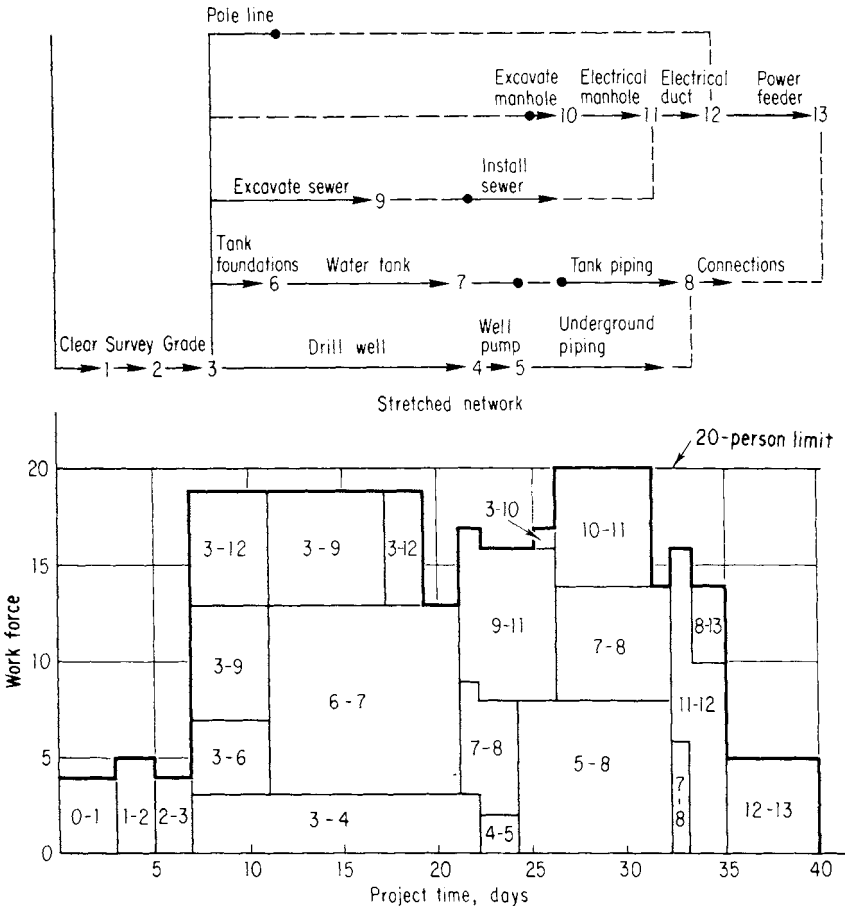 Pole line
Excavate manhole
Electrical manhole
Electrical duct
Power feeder
10
11
12
13
Excavate sewer
9
Install sewer
Tank foundations
6
Water tank
7
Tank piping
8
Connections
Clear
1
Survey
2
Grade
3
Drill well
4
Well pump
5
Underground piping
Stretched network
20-person limit
20
15
10
5
0
Work force
3-12
3-9
3-12
3-10
10-11
3-9
6-7
9-11
7-8
8-13
11-12
3-6
7-8
5-8
7-8
0-1
1-2
2-3
3-4
4-5
12-13
5
10
15
20
25
30
35
40
Project time, days